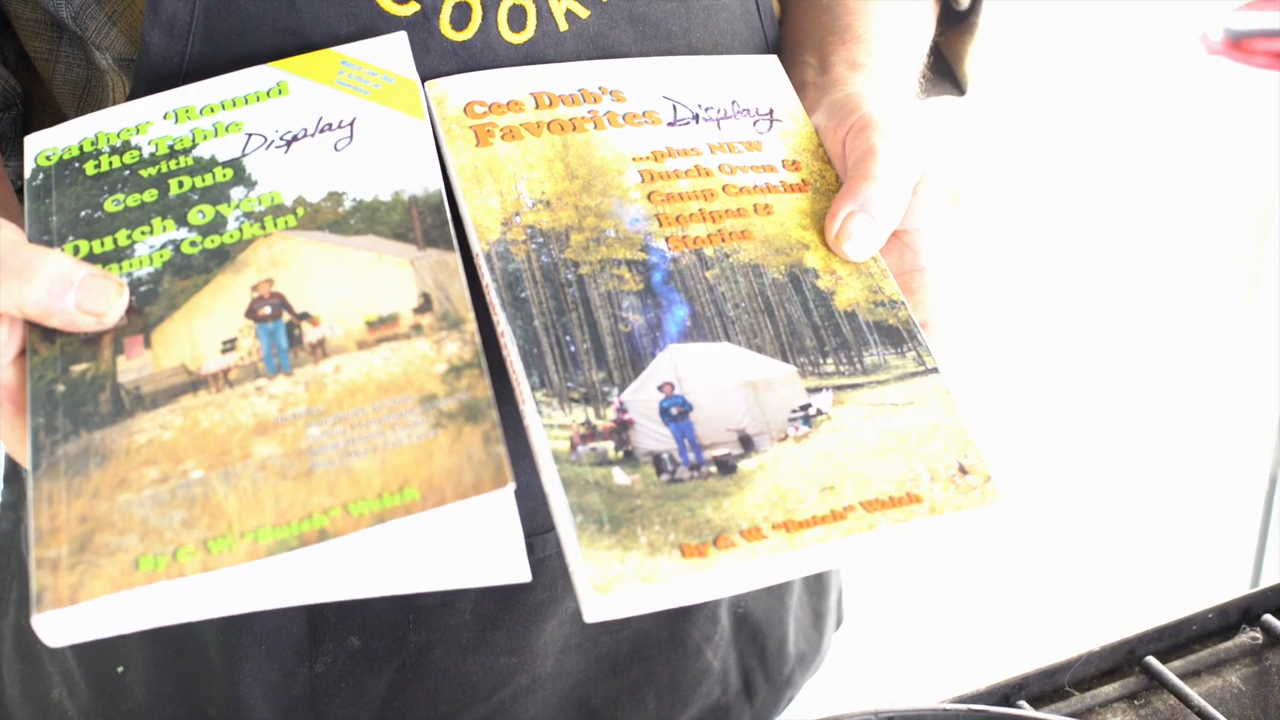 COOK
Gather 'Round
the Table
with
Cee Dub
Dutch Oven
Camp Cookin'
Display
By C. W. "Butch" Welch
Cee Dub's
Favorites
Display
...plus NEW
Dutch Oven &
Camp Cookin'
Recipes &
Stories
By C. W. "Butch" Welch